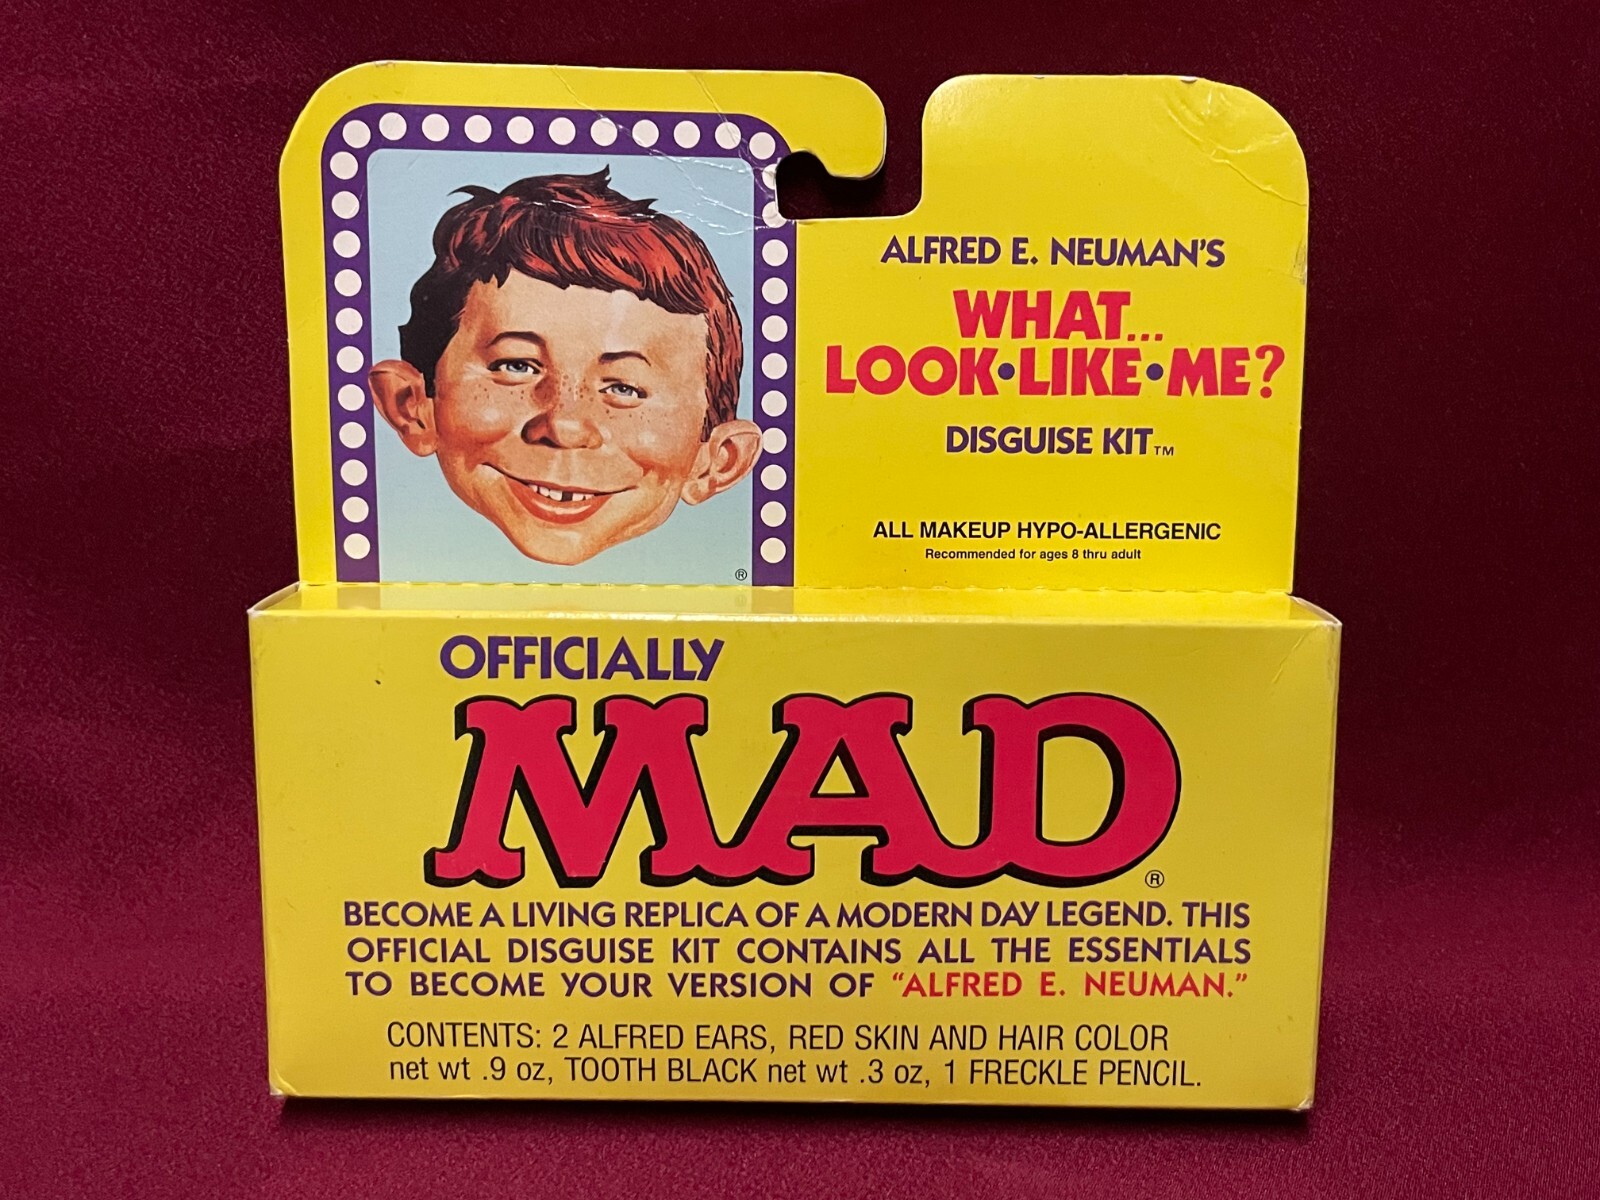 ALFRED E. NEUMAN'S
WHAT...
LOOK•LIKE•ME?
DISGUISE KIT™
ALL MAKEUP HYPO-ALLERGENIC
Recommended for ages 8 thru adult
®
OFFICIALLY
MAD®
BECOME A LIVING REPLICA OF A MODERN DAY LEGEND. THIS
OFFICIAL DISGUISE KIT CONTAINS ALL THE ESSENTIALS
TO BECOME YOUR VERSION OF “ALFRED E. NEUMAN.”
CONTENTS: 2 ALFRED EARS, RED SKIN AND HAIR COLOR
net wt .9 oz, TOOTH BLACK net wt .3 oz, 1 FRECKLE PENCIL.